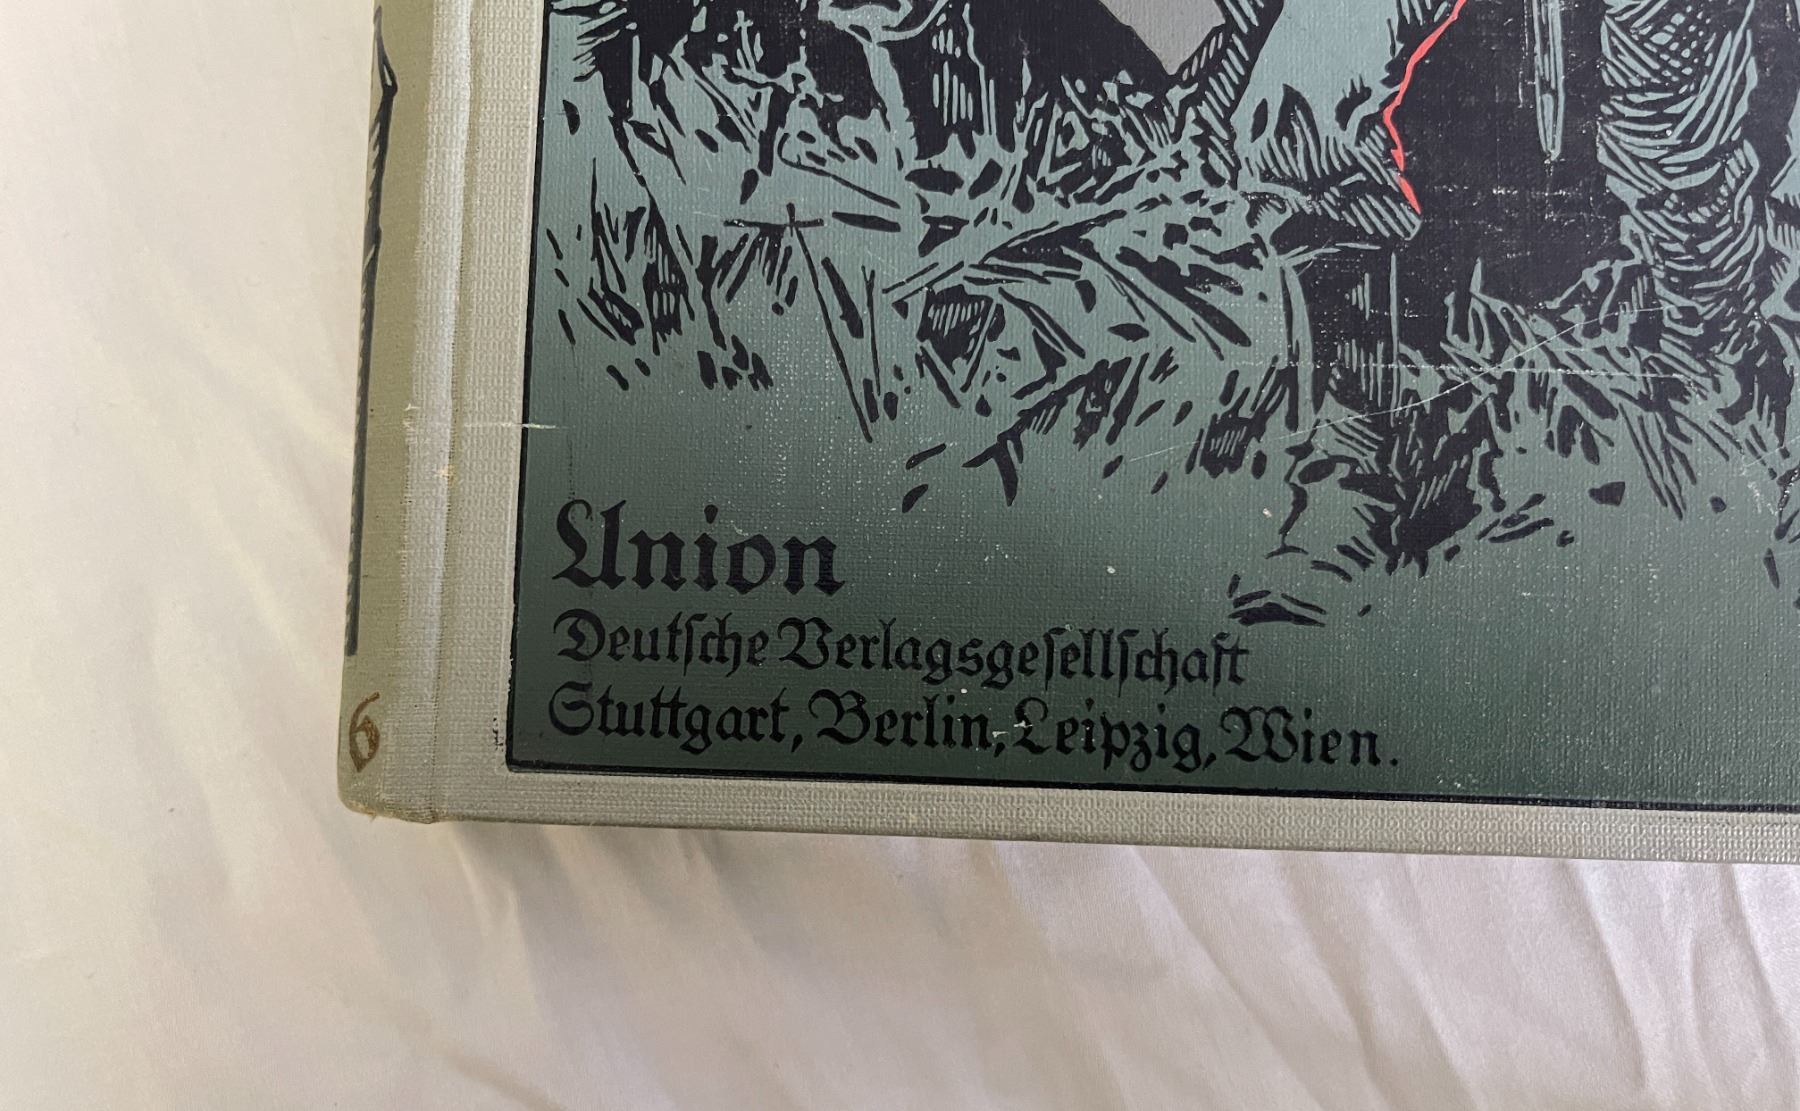 Union
Deutſche Verlagsgeſellſchaft
Stuttgart, Berlin, Leipzig, Wien.
6